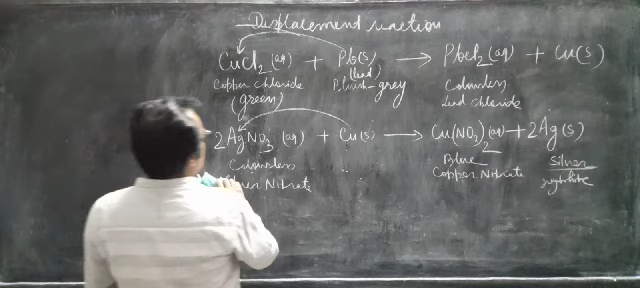 Displacement reaction
CuCl₂ (aq) + Pb(s) → PbCl₂ (aq) + Cu(s)
Copper chloride (lead) Colourless
(green) Bluish-grey Lead chloride
2AgNO₃ (aq) + Cu(s) → Cu(NO₃)₂ (aq) + 2Ag(s)
Colourless Blue Silver
Silver Nitrate Copper Nitrate